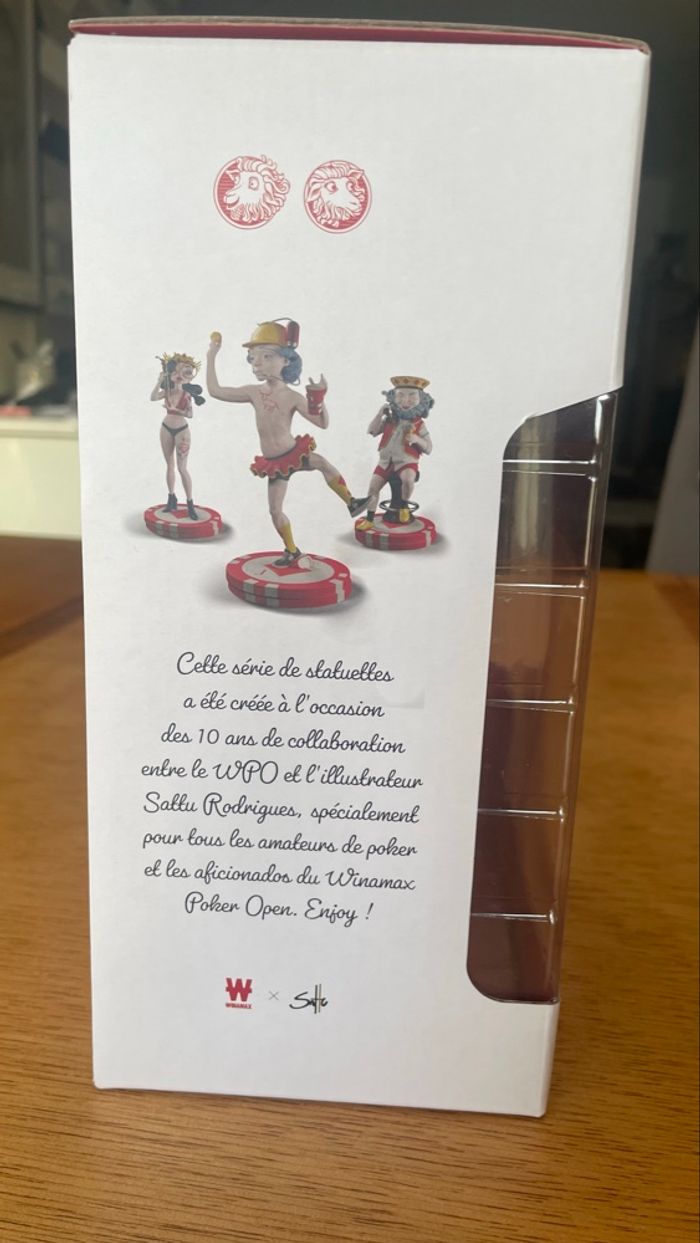 Cette série de statuettes
a été créée à l'occasion
des 10 ans de collaboration
entre le WPO et l'illustrateur
Sattu Rodrigues, spécialement
pour tous les amateurs de poker
et les aficionados du Winamax
Poker Open. Enjoy !
W × Sattu
WINAMAX